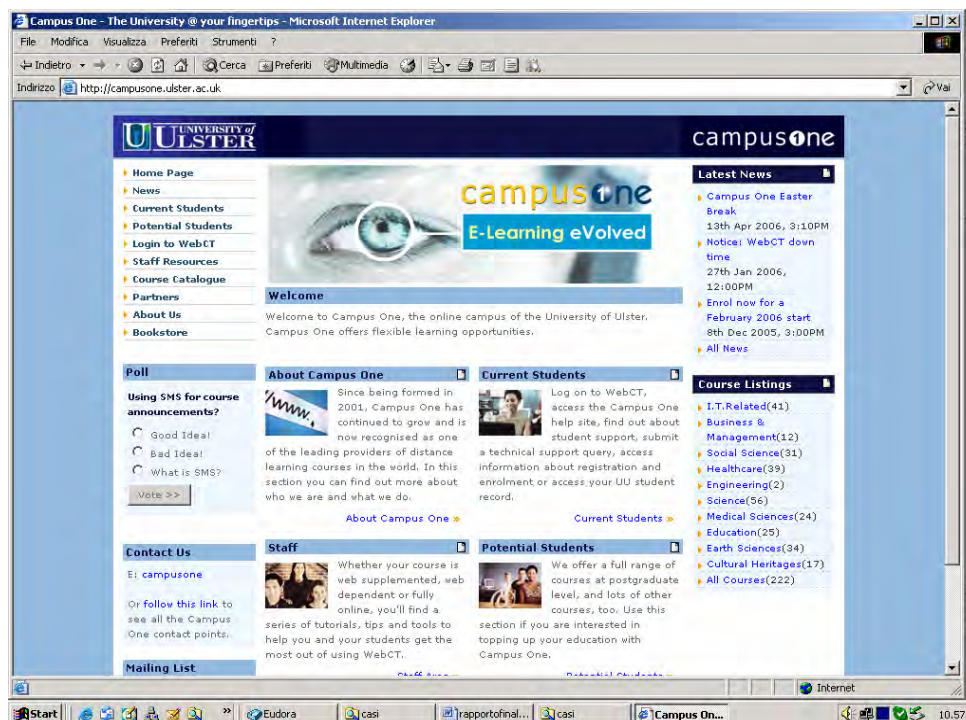 Campus One - The University @ your fingertips - Microsoft Internet Explorer
File Modifica Visualizza Preferiti Strumenti ?
Indietro Cerca Preferiti Multimedia
Indirizzo http://campusone.ulster.ac.uk Vai
UNIVERSITY of
ULSTER
campusone
Home Page
News
Current Students
Potential Students
Login to WebCT
Staff Resources
Course Catalogue
Partners
About Us
Bookstore
Poll
Using SMS for course
announcements?
Good Idea!
Bad Idea!
What is SMS?
Vote >>
Contact Us
E: campusone
Or follow this link to
see all the Campus
One contact points.
Mailing List
campusone
E-Learning eVolved
Welcome
Welcome to Campus One, the online campus of the University of Ulster.
Campus One offers flexible learning opportunities.
About Campus One
www.
Since being formed in
2001, Campus One has
continued to grow and is
now recognised as one
of the leading providers of distance
learning courses in the world. In this
section you can find out more about
who we are and what we do.
About Campus One »
Current Students
Log on to WebCT,
access the Campus One
help site, find out about
student support, submit
a technical support query, access
information about registration and
enrolment or access your UU student
record.
Current Students »
Staff
Whether your course is
web supplemented, web
dependent or fully
online, you'll find a
series of tutorials, tips and tools to
help you and your students get the
most out of using WebCT.
Staff Area »
Potential Students
We offer a full range of
courses at postgraduate
level, and lots of other
courses, too. Use this
section if you are interested in
topping up your education with
Campus One.
Potential Students »
Latest News
Campus One Easter
Break
13th Apr 2006, 3:10PM
Notice: WebCT down
time
27th Jan 2006,
12:00PM
Enrol now for a
February 2006 start
8th Dec 2005, 3:00PM
All News
Course Listings
I.T.Related(41)
Business &
Management(12)
Social Science(31)
Healthcare(39)
Engineering(2)
Science(56)
Medical Sciences(24)
Education(25)
Earth Sciences(34)
Cultural Heritages(17)
All Courses(222)
Internet
Start » Eudora casi rapportofinal... casi Campus On... 10.57